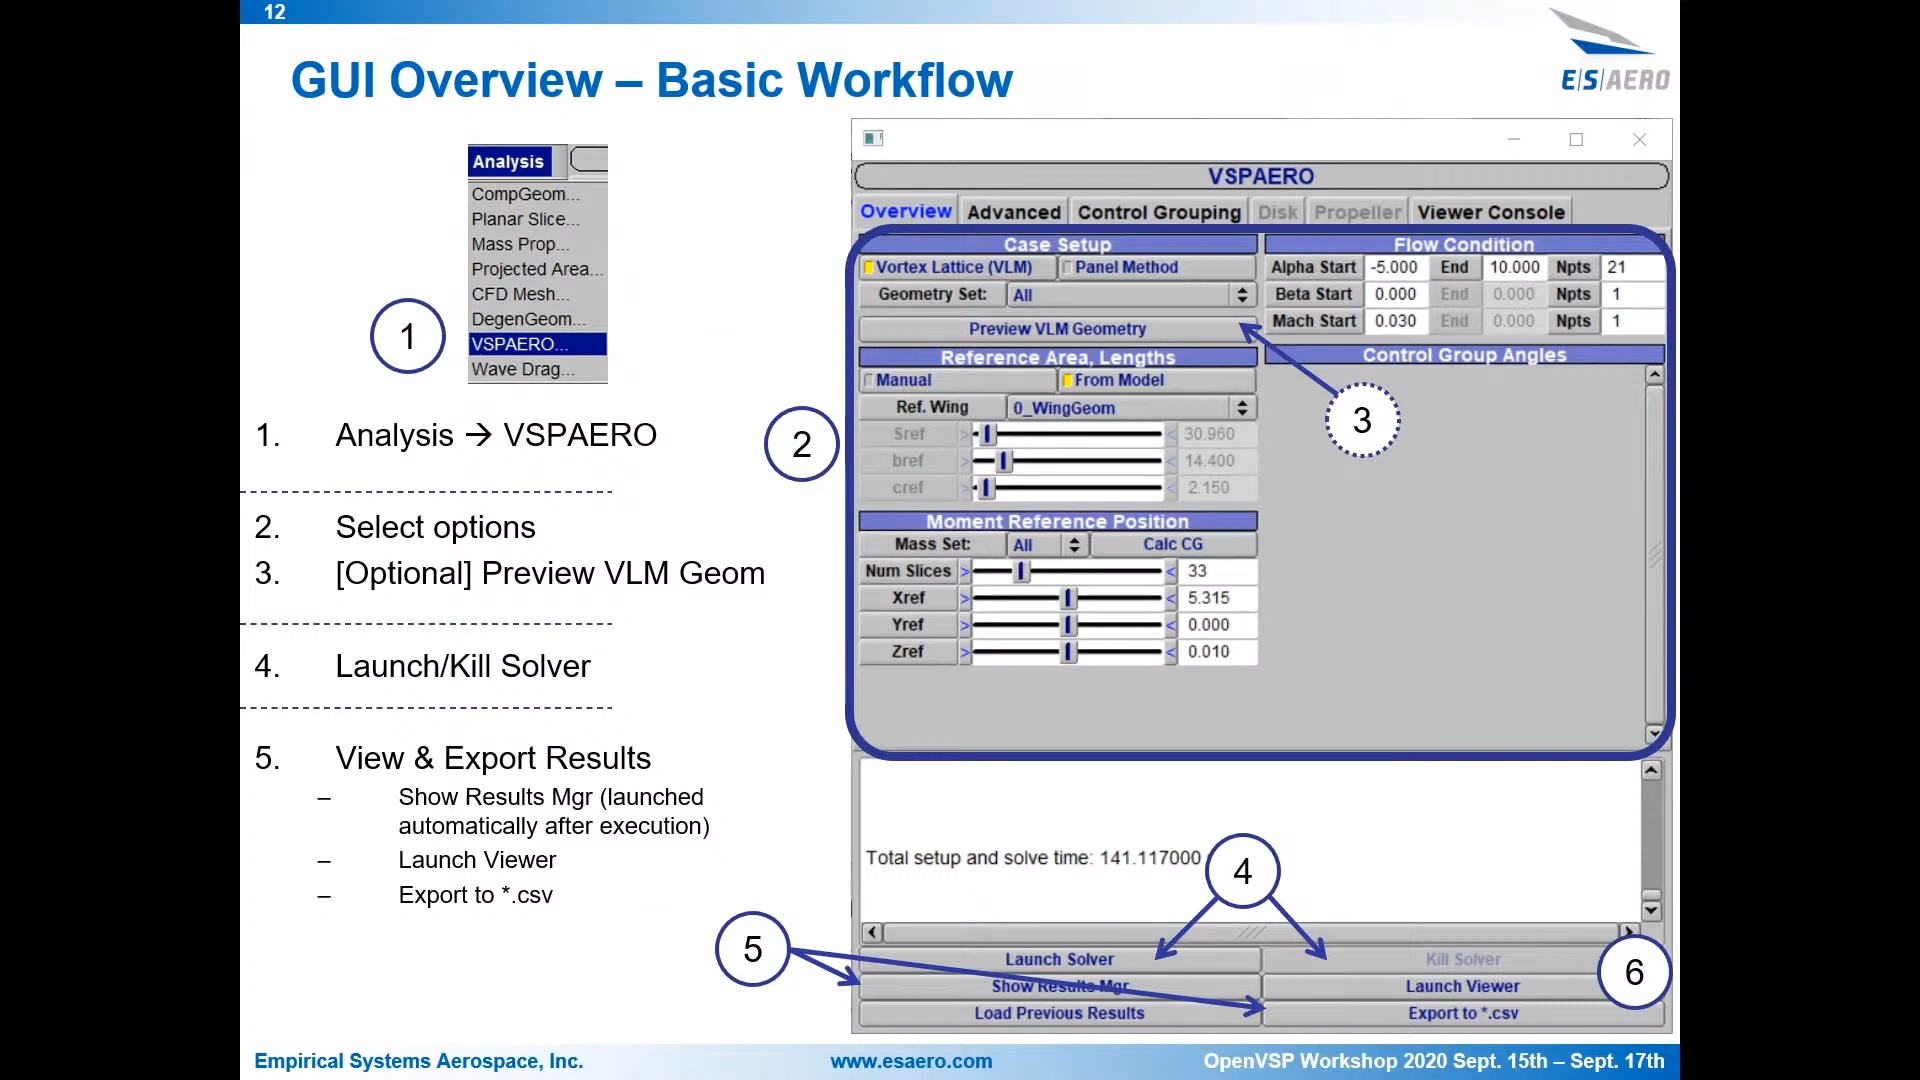 12
GUI Overview – Basic Workflow
E|S|AERO
Analysis
CompGeom...
Planar Slice...
Mass Prop...
Projected Area...
CFD Mesh...
DegenGeom...
VSPAERO...
Wave Drag...
1
1. Analysis → VSPAERO
2. Select options
3. [Optional] Preview VLM Geom
4. Launch/Kill Solver
5. View & Export Results
– Show Results Mgr (launched
automatically after execution)
– Launch Viewer
– Export to *.csv
VSPAERO
Overview Advanced Control Grouping Disk Propeller Viewer Console
2
Case Setup
Vortex Lattice (VLM) Panel Method
Geometry Set: All
Preview VLM Geometry
Reference Area, Lengths
Manual From Model
Ref. Wing 0_WingGeom
Sref > < 30.960
bref > < 14.400
cref > < 2.150
Moment Reference Position
Mass Set: All Calc CG
Num Slices > < 33
Xref > < 5.315
Yref > < 0.000
Zref > < 0.010
Flow Condition
Alpha Start -5.000 End 10.000 Npts 21
Beta Start 0.000 End 0.000 Npts 1
Mach Start 0.030 End 0.000 Npts 1
Control Group Angles
3
Total setup and solve time: 141.117000
4
5
6
Launch Solver Kill Solver
Show Results Mgr Launch Viewer
Load Previous Results Export to *.csv
Empirical Systems Aerospace, Inc. www.esaero.com OpenVSP Workshop 2020 Sept. 15th – Sept. 17th